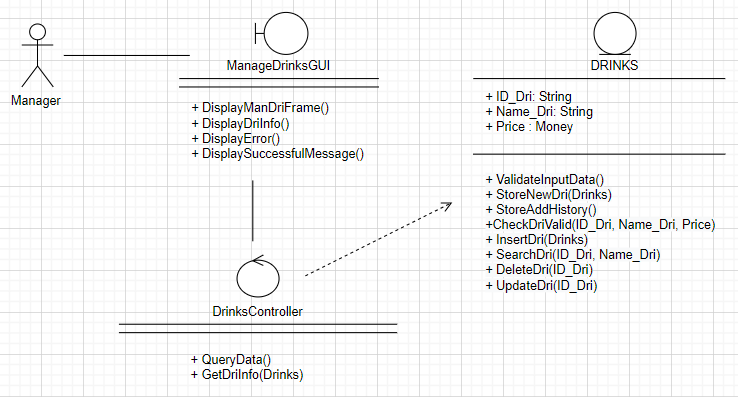 Manager
ManageDrinksGUI
+ DisplayManDriFrame()
+ DisplayDriInfo()
+ DisplayError()
+ DisplaySuccessfulMessage()
DRINKS
+ ID_Dri: String
+ Name_Dri: String
+ Price : Money
+ ValidateInputData()
+ StoreNewDri(Drinks)
+ StoreAddHistory()
+CheckDriValid(ID_Dri, Name_Dri, Price)
+ InsertDri(Drinks)
+ SearchDri(ID_Dri, Name_Dri)
+ DeleteDri(ID_Dri)
+ UpdateDri(ID_Dri)
DrinksController
+ QueryData()
+ GetDriInfo(Drinks)